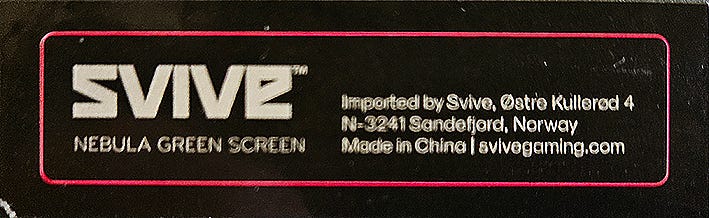 SVIVE™
NEBULA GREEN SCREEN
Imported by Svive, Østre Kullerød 4
N-3241 Sandefjord, Norway
Made in China | svivegaming.com